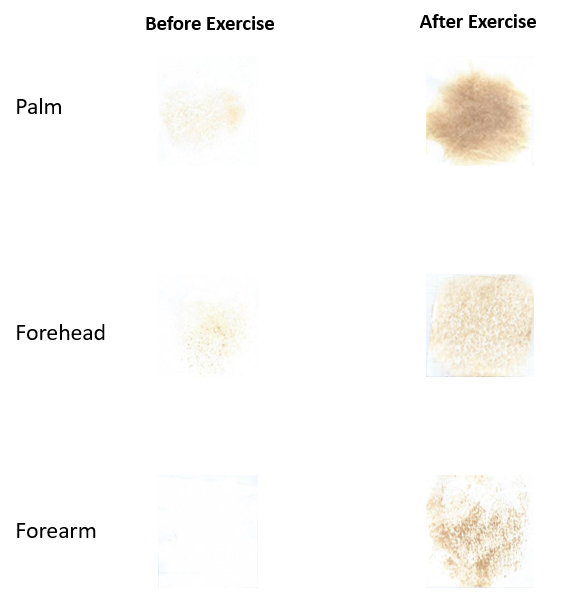 Before Exercise
After Exercise
Palm
Forehead
Forearm